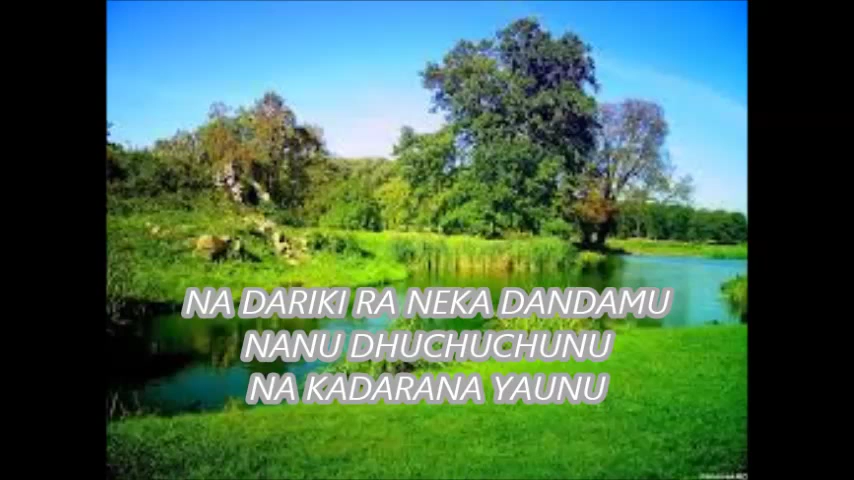 NA DARIKI RA NEKA DANDAMU
NANU DHUCHUCHUNU
NA KADARANA YAUNU